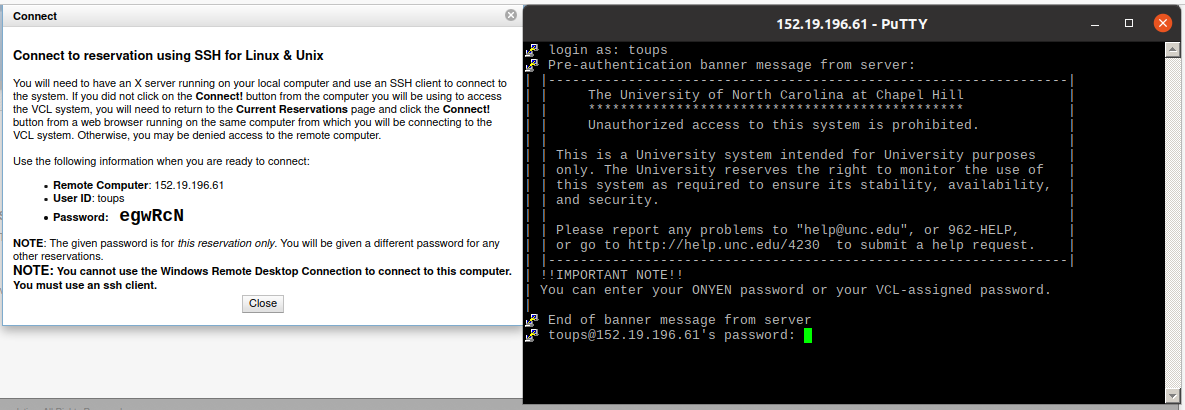 Connect
Connect to reservation using SSH for Linux & Unix
You will need to have an X server running on your local computer and use an SSH client to connect to
the system. If you did not click on the Connect! button from the computer you will be using to access
the VCL system, you will need to return to the Current Reservations page and click the Connect!
button from a web browser running on the same computer from which you will be connecting to the
VCL system. Otherwise, you may be denied access to the remote computer.
Use the following information when you are ready to connect:
• Remote Computer: 152.19.196.61
• User ID: toups
• Password: egwRcN
NOTE: The given password is for this reservation only. You will be given a different password for any
other reservations.
NOTE: You cannot use the Windows Remote Desktop Connection to connect to this computer.
You must use an ssh client.
Close
152.19.196.61 - PuTTY
login as: toups
Pre-authentication banner message from server:
| |-----------------------------------------------------------------|
| |     The University of North Carolina at Chapel Hill             |
| |     ***********************************************             |
| |     Unauthorized access to this system is prohibited.           |
| |                                                                 |
| | This is a University system intended for University purposes    |
| | only. The University reserves the right to monitor the use of   |
| | this system as required to ensure its stability, availability,  |
| | and security.                                                   |
| |                                                                 |
| | Please report any problems to "help@unc.edu", or 962-HELP,      |
| | or go to http://help.unc.edu/4230  to submit a help request.    |
| |-----------------------------------------------------------------|
| !!IMPORTANT NOTE!!
| You can enter your ONYEN password or your VCL-assigned password.
|
End of banner message from server
toups@152.19.196.61's password: